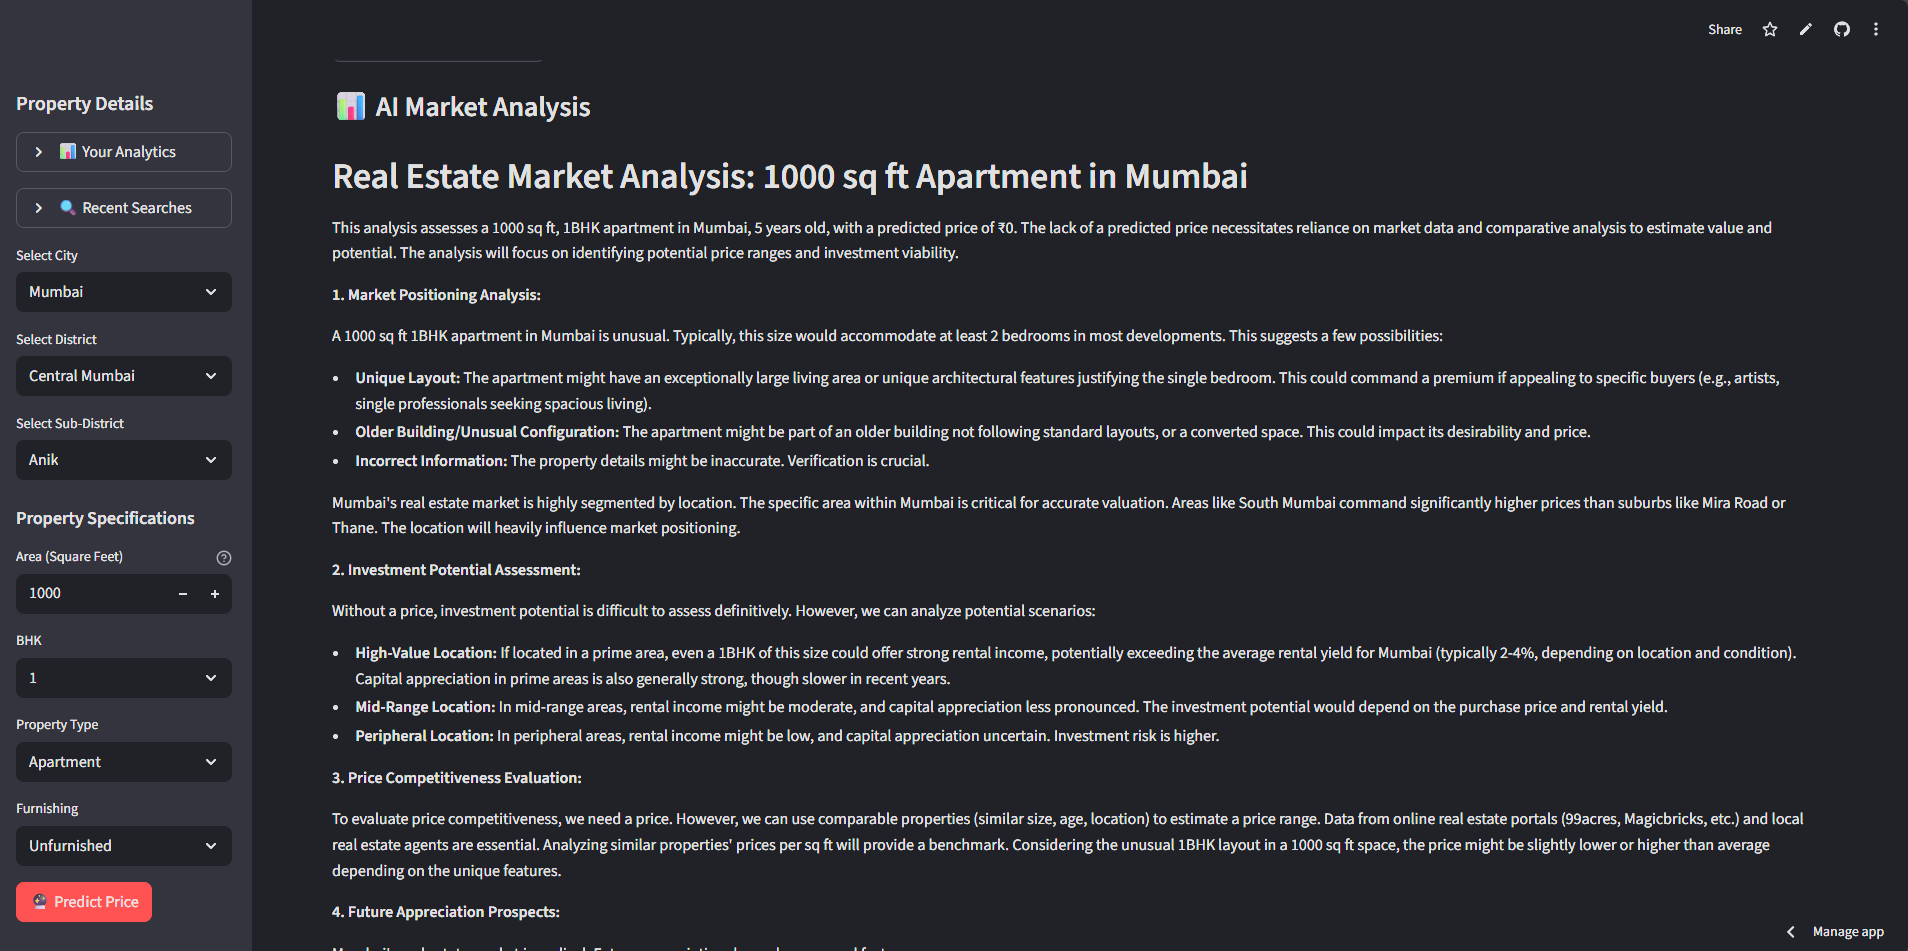 Share
Property Details
Your Analytics
Recent Searches
Select City
Mumbai
Select District
Central Mumbai
Select Sub-District
Anik
Property Specifications
Area (Square Feet)
1000
BHK
1
Property Type
Apartment
Furnishing
Unfurnished
Predict Price
AI Market Analysis
Real Estate Market Analysis: 1000 sq ft Apartment in Mumbai
This analysis assesses a 1000 sq ft, 1BHK apartment in Mumbai, 5 years old, with a predicted price of ₹0. The lack of a predicted price necessitates reliance on market data and comparative analysis to estimate value and
potential. The analysis will focus on identifying potential price ranges and investment viability.
1. Market Positioning Analysis:
A 1000 sq ft 1BHK apartment in Mumbai is unusual. Typically, this size would accommodate at least 2 bedrooms in most developments. This suggests a few possibilities:
• Unique Layout: The apartment might have an exceptionally large living area or unique architectural features justifying the single bedroom. This could command a premium if appealing to specific buyers (e.g., artists,
single professionals seeking spacious living).
• Older Building/Unusual Configuration: The apartment might be part of an older building not following standard layouts, or a converted space. This could impact its desirability and price.
• Incorrect Information: The property details might be inaccurate. Verification is crucial.
Mumbai's real estate market is highly segmented by location. The specific area within Mumbai is critical for accurate valuation. Areas like South Mumbai command significantly higher prices than suburbs like Mira Road or
Thane. The location will heavily influence market positioning.
2. Investment Potential Assessment:
Without a price, investment potential is difficult to assess definitively. However, we can analyze potential scenarios:
• High-Value Location: If located in a prime area, even a 1BHK of this size could offer strong rental income, potentially exceeding the average rental yield for Mumbai (typically 2-4%, depending on location and condition).
Capital appreciation in prime areas is also generally strong, though slower in recent years.
• Mid-Range Location: In mid-range areas, rental income might be moderate, and capital appreciation less pronounced. The investment potential would depend on the purchase price and rental yield.
• Peripheral Location: In peripheral areas, rental income might be low, and capital appreciation uncertain. Investment risk is higher.
3. Price Competitiveness Evaluation:
To evaluate price competitiveness, we need a price. However, we can use comparable properties (similar size, age, location) to estimate a price range. Data from online real estate portals (99acres, Magicbricks, etc.) and local
real estate agents are essential. Analyzing similar properties' prices per sq ft will provide a benchmark. Considering the unusual 1BHK layout in a 1000 sq ft space, the price might be slightly lower or higher than average
depending on the unique features.
4. Future Appreciation Prospects:
Manage app